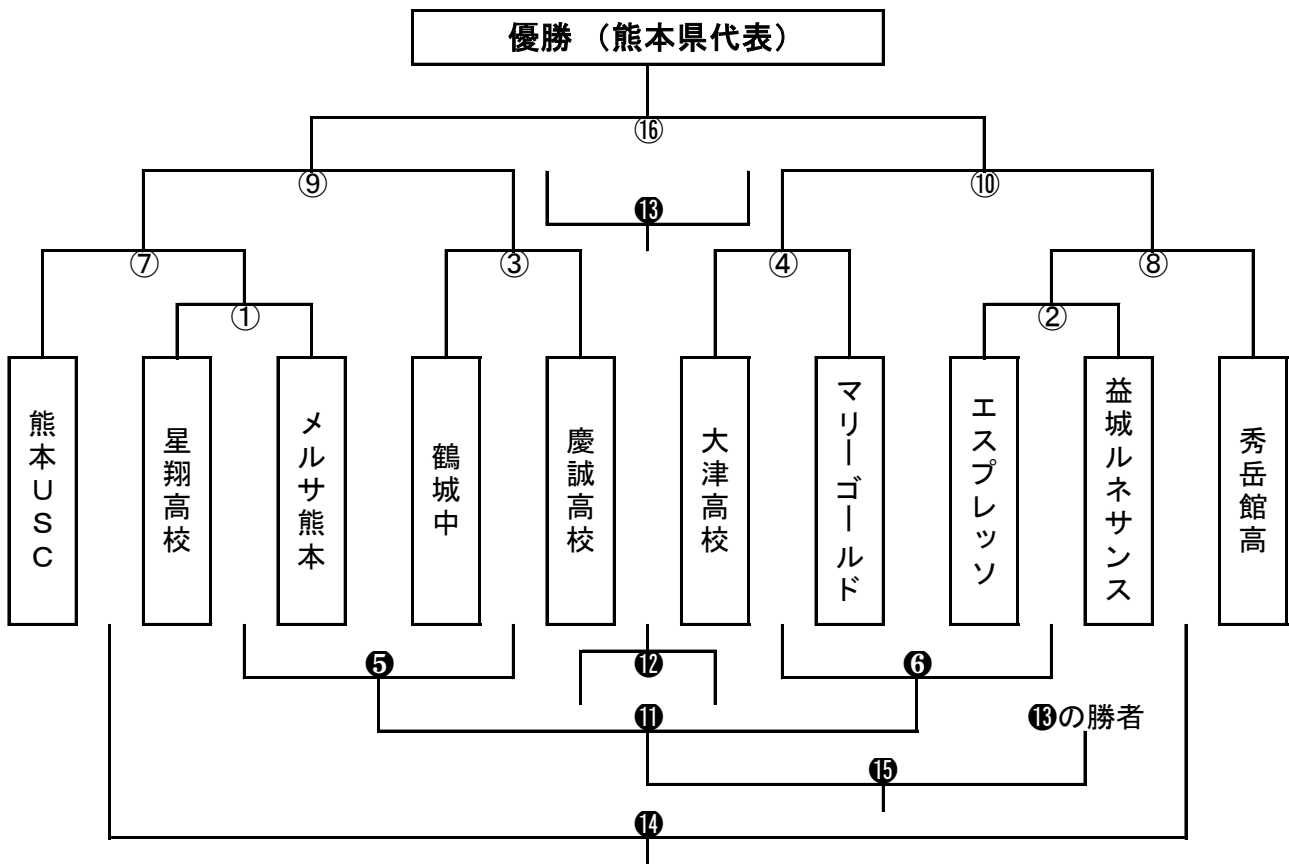 優勝 （熊本県代表）
⑯
⑨
⑩
⓭
⑦
③
④
⑧
①
②
熊本USC
星翔高校
メルサ熊本
鶴城中
慶誠高校
大津高校
マリーゴールド
エスプレッソ
益城ルネサンス
秀岳館高
❺
⓬
❻
⓫
⓭の勝者
⓯
⓮